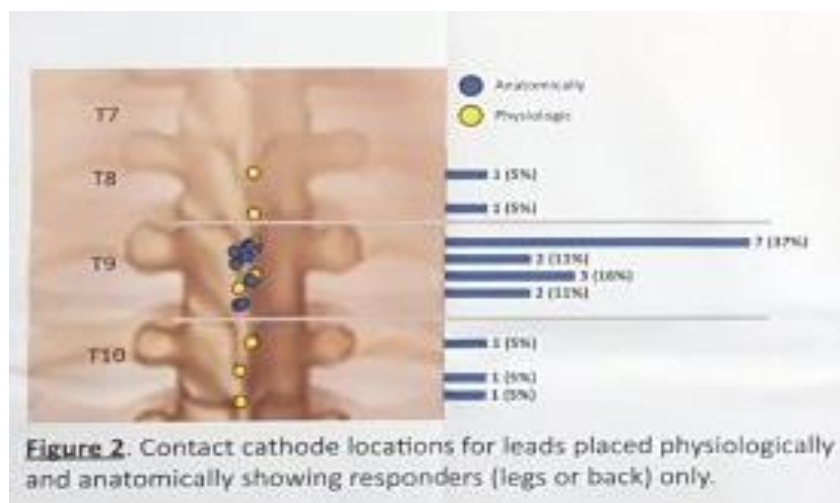 Anatomically
Physiologic
T7
T8
1 (5%)
1 (5%)
T9
7 (37%)
2 (11%)
3 (16%)
2 (11%)
T10
1 (5%)
1 (5%)
1 (5%)
Figure 2. Contact cathode locations for leads placed physiologically
and anatomically showing responders (legs or back) only.